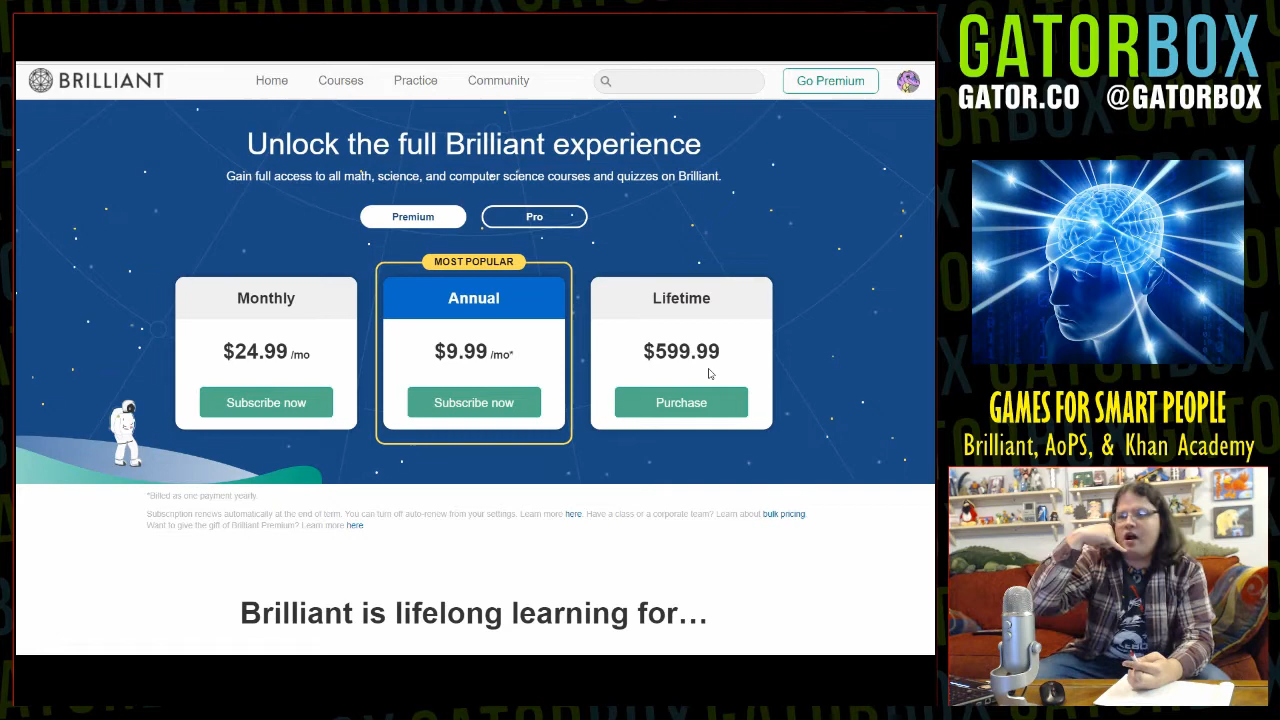 BRILLIANT
Home
Courses
Practice
Community
Go Premium
Unlock the full Brilliant experience
Gain full access to all math, science, and computer science courses and quizzes on Brilliant.
Premium
Pro
MOST POPULAR
Monthly
$24.99 /mo
Subscribe now
Annual
$9.99 /mo*
Subscribe now
Lifetime
$599.99
Purchase
*Billed as one payment yearly.
Subscription renews automatically at the end of term. You can turn off auto-renew from your settings. Learn more here. Have a class or a corporate team? Learn about bulk pricing.
Want to give the gift of Brilliant Premium? Learn more here
Brilliant is lifelong learning for…
GATORBOX
GATOR.CO @GATORBOX
GAMES FOR SMART PEOPLE
Brilliant, AoPS, & Khan Academy